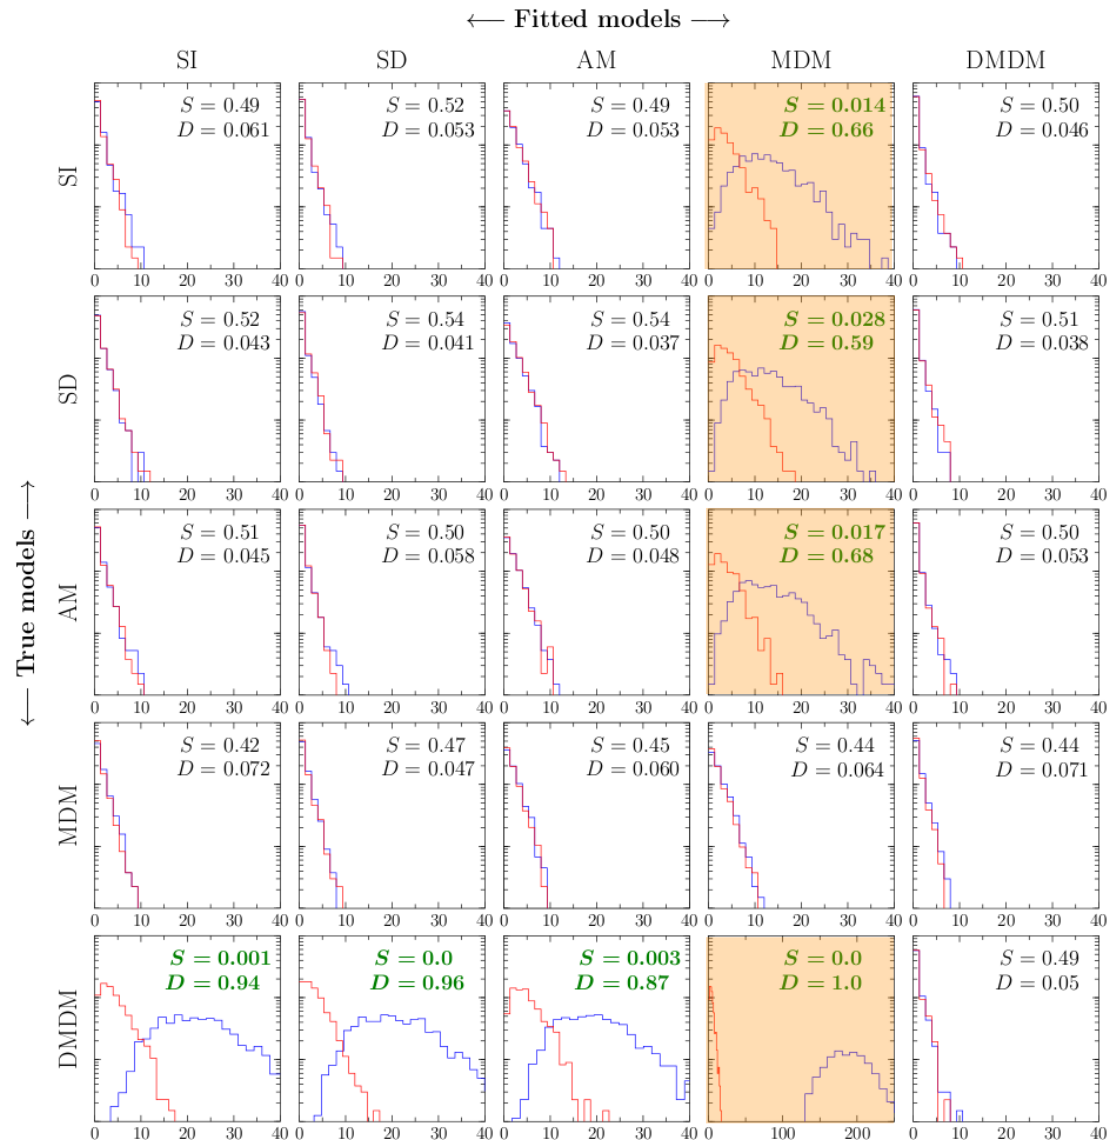 ⟵ Fitted models ⟶
SI SD AM MDM DMDM
⟵ True models ⟶
SI
S = 0.49
D = 0.061
0 10 20 30 40
S = 0.52
D = 0.053
0 10 20 30 40
S = 0.49
D = 0.053
0 10 20 30 40
S = 0.014
D = 0.66
0 10 20 30 40
S = 0.50
D = 0.046
0 10 20 30 40
SD
S = 0.52
D = 0.043
0 10 20 30 40
S = 0.54
D = 0.041
0 10 20 30 40
S = 0.54
D = 0.037
0 10 20 30 40
S = 0.028
D = 0.59
0 10 20 30 40
S = 0.51
D = 0.038
0 10 20 30 40
AM
S = 0.51
D = 0.045
0 10 20 30 40
S = 0.50
D = 0.058
0 10 20 30 40
S = 0.50
D = 0.048
0 10 20 30 40
S = 0.017
D = 0.68
0 10 20 30 40
S = 0.50
D = 0.053
0 10 20 30 40
MDM
S = 0.42
D = 0.072
0 10 20 30 40
S = 0.47
D = 0.047
0 10 20 30 40
S = 0.45
D = 0.060
0 10 20 30 40
S = 0.44
D = 0.064
0 10 20 30 40
S = 0.44
D = 0.071
0 10 20 30 40
DMDM
S = 0.001
D = 0.94
0 10 20 30 40
S = 0.0
D = 0.96
0 10 20 30 40
S = 0.003
D = 0.87
0 10 20 30 40
S = 0.0
D = 1.0
0 100 200
S = 0.49
D = 0.05
0 10 20 30 40